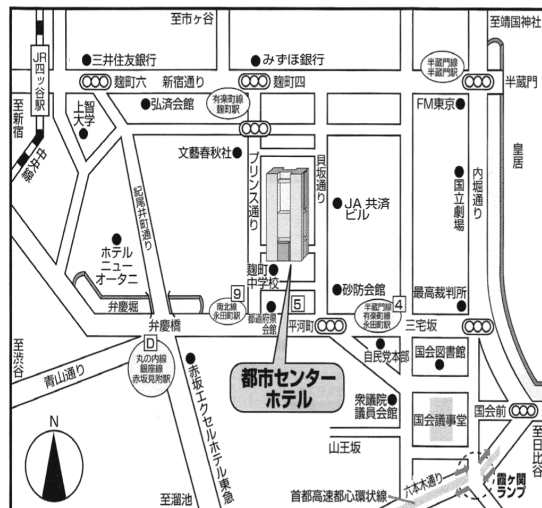 至市ヶ谷
至靖国神社
JR四ッ谷駅
三井住友銀行
みずほ銀行
半蔵門線
半蔵門駅
麹町六
新宿通り
麹町四
半蔵門
至新宿
上智
大学
弘済会館
有楽町線
麹町駅
FM東京
文藝春秋社
プリンス通り
貝坂通り
JA共済
ビル
国立劇場
内堀通り
皇居
紀尾井町通り
ホテル
ニュー
オータニ
麹町
中学校
砂防会館
最高裁判所
弁慶堀
9
南北線
永田町駅
都道府県
会館
5
平河町
半蔵門線
有楽町線
永田町駅
4
三宅坂
弁慶橋
至渋谷
青山通り
D
丸の内線
銀座線
赤坂見附駅
自民党本部
国会図書館
都市センター
ホテル
赤坂エクセルホテル東急
衆議院
議員会館
国会議事堂
国会前
至日比谷
山王坂
N
六本木通り
霞ヶ関
ランプ
首都高速都心環状線
至溜池